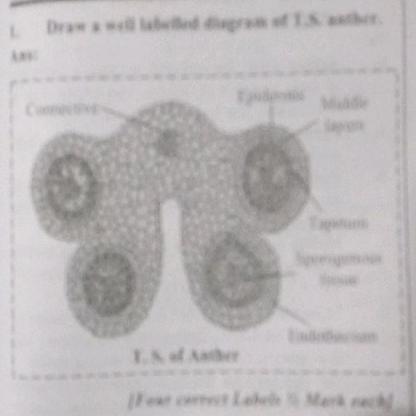 1. Draw a well labelled diagram of T.S. anther.
Ans:
Connective
Epidermis
Middle
layers
Tapetum
Sporogenous
tissue
Endothecium
T. S. of Anther
[Four correct Labels ½ Mark each]